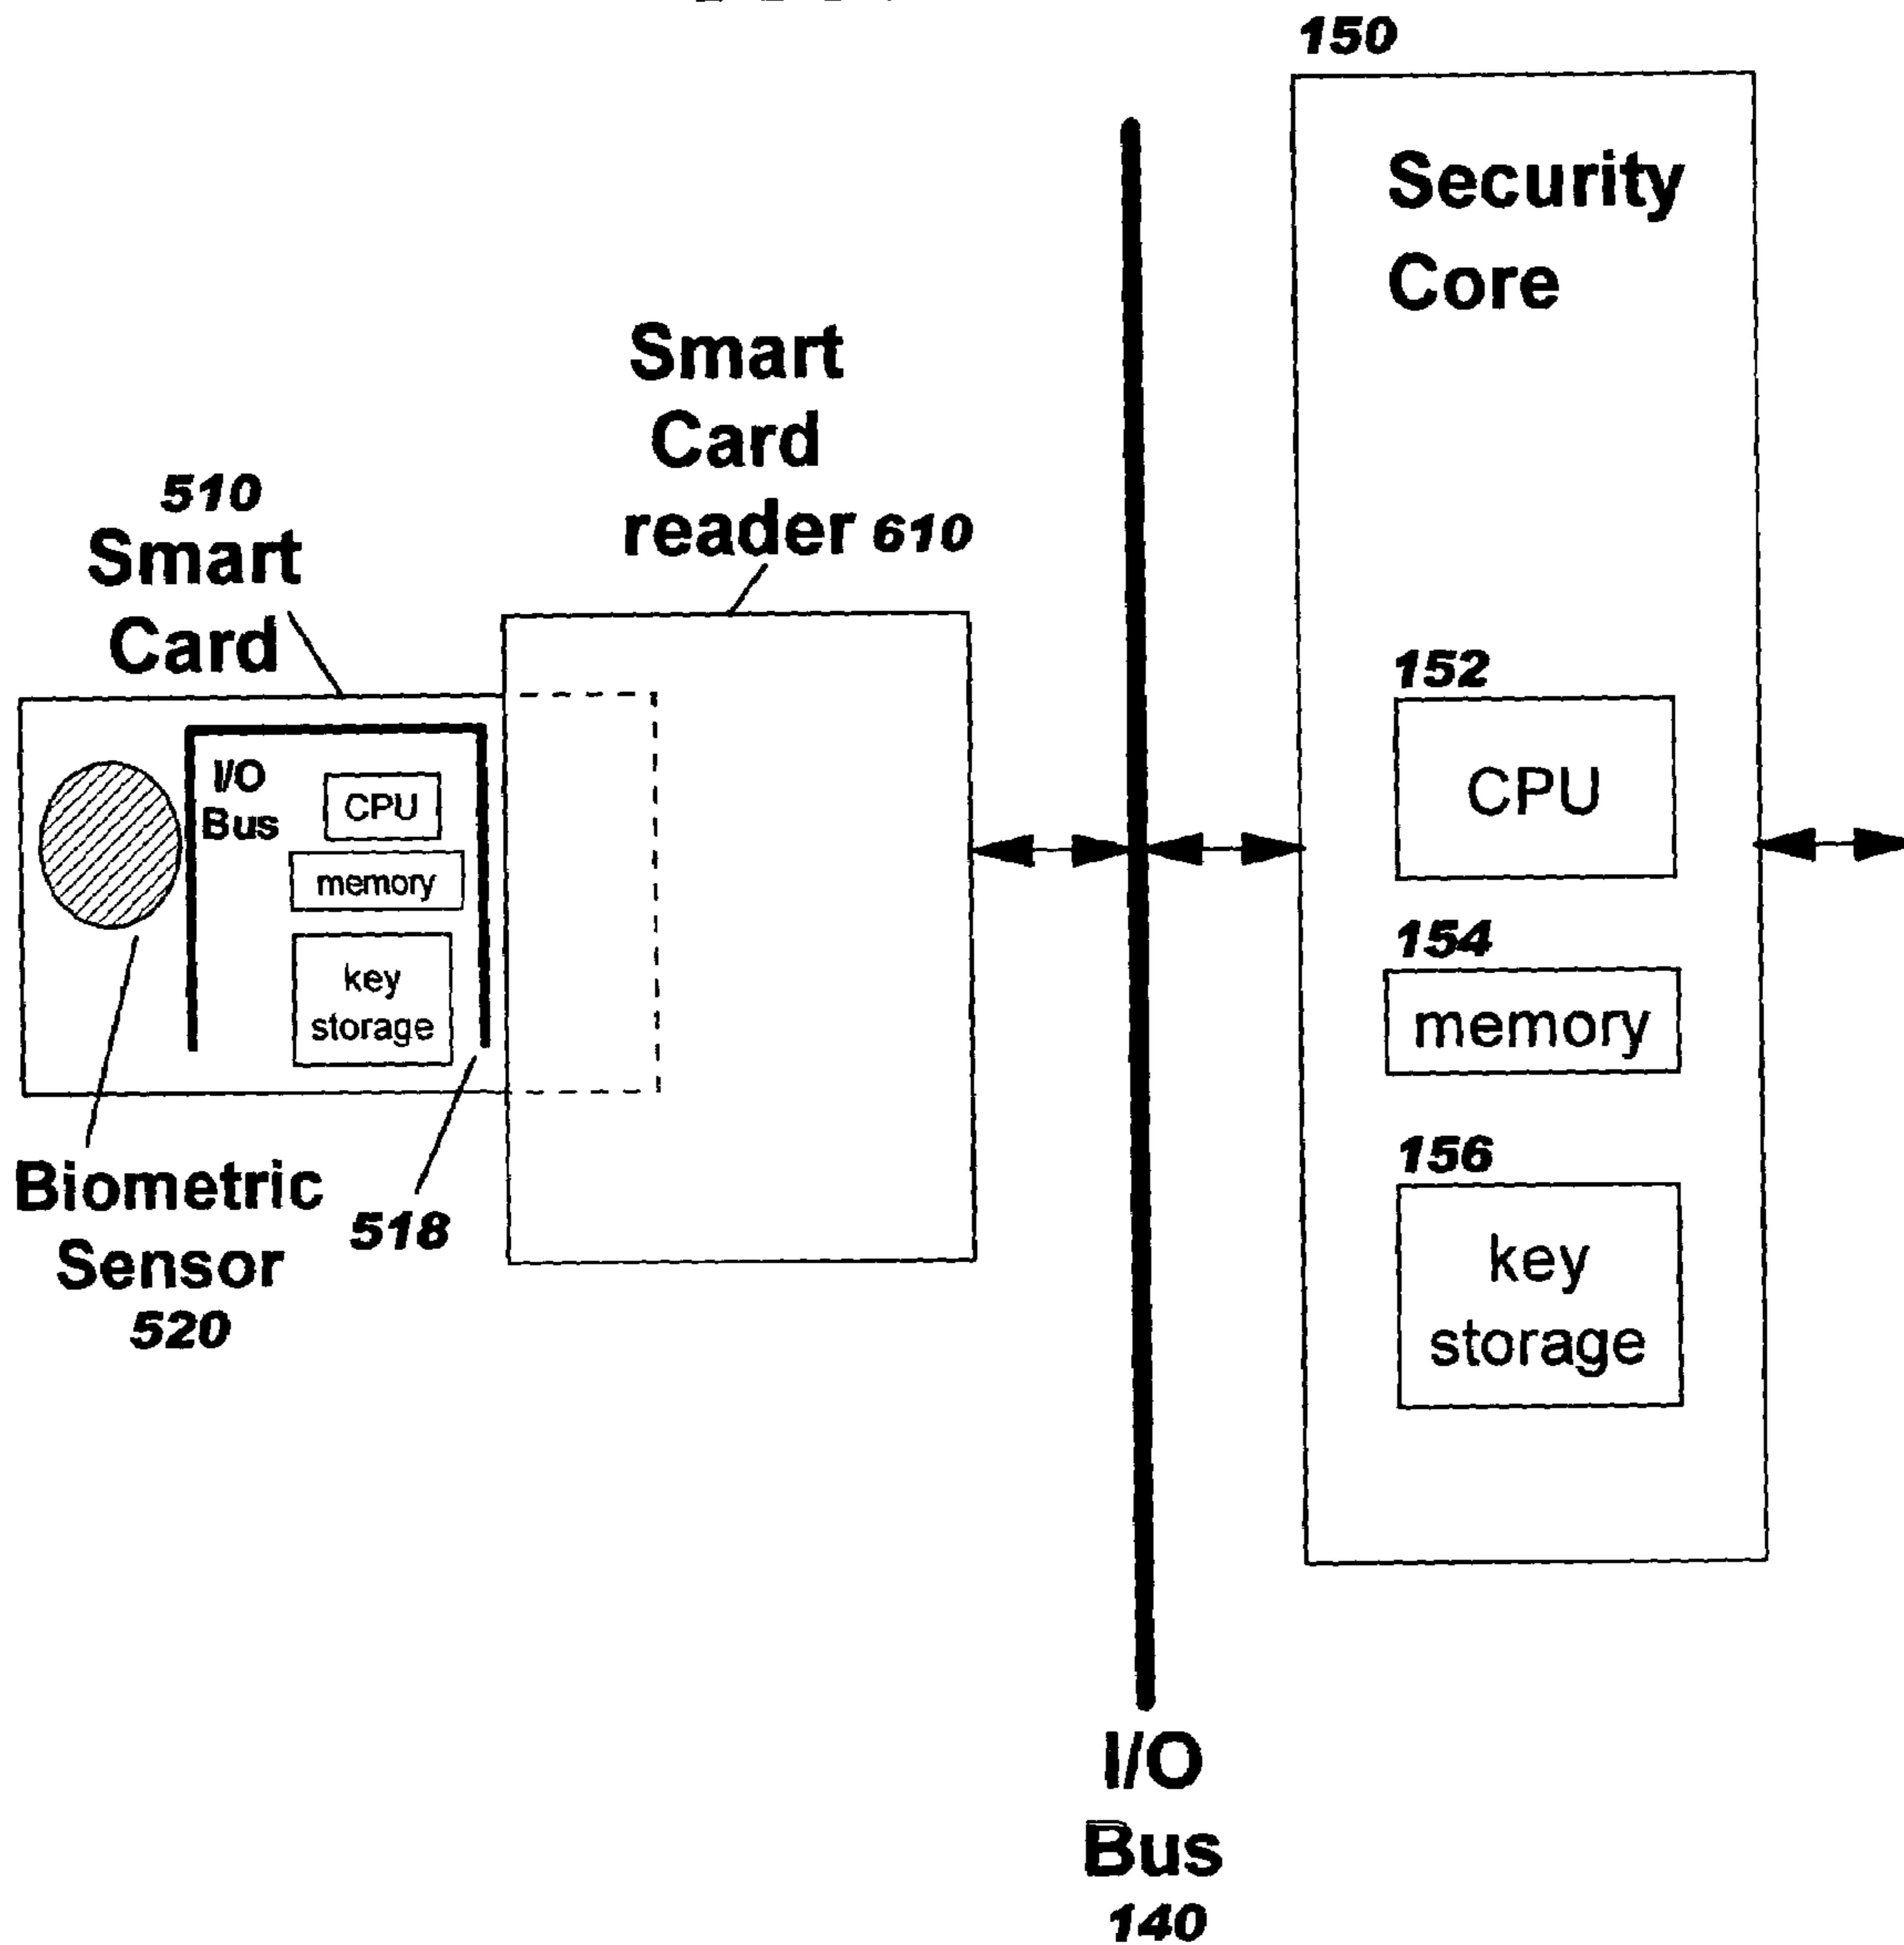 150
Security
Core
Smart
Card
reader 610
510
Smart
Card
I/O
Bus
CPU
memory
key
storage
Biometric
Sensor
520
518
152
CPU
154
memory
156
key
storage
I/O
Bus
140